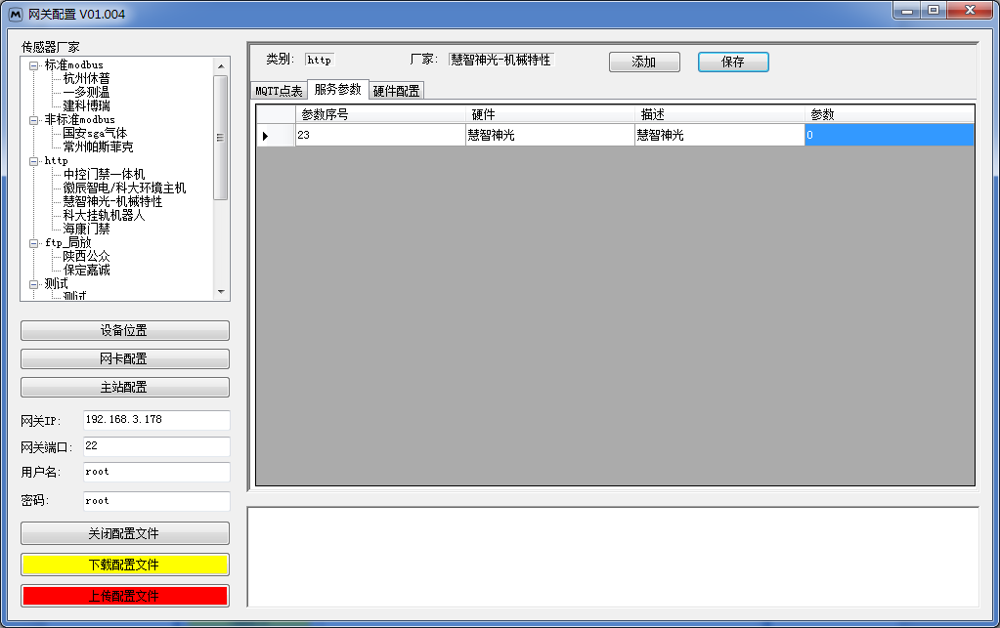 网关配置 V01.004
传感器厂家
标准modbus
杭州休普
一多测温
建科博瑞
非标准modbus
国安sga气体
常州帕斯菲克
http
中控门禁一体机
徽辰智电/科大环境主机
慧智神光-机械特性
科大挂轨机器人
海康门禁
ftp_局放
陕西公众
保定嘉诚
测试
测试
设备位置
网卡配置
主站配置
网关IP: 192.168.3.178
网关端口: 22
用户名: root
密码: root
关闭配置文件
下载配置文件
上传配置文件
类别: http 厂家: 慧智神光-机械特性 添加 保存
MQTT点表 服务参数 硬件配置
参数序号 硬件 描述 参数
23 慧智神光 慧智神光 0